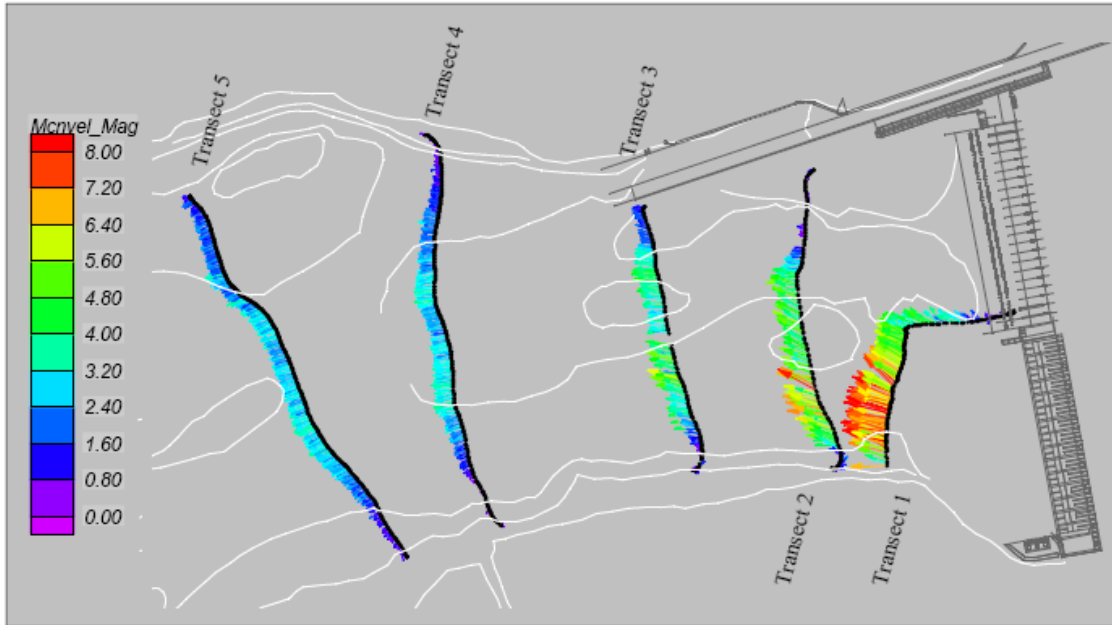 Transect 5
Transect 4
Transect 3
Mcnvel_Mag
8.00
7.20
6.40
5.60
4.80
4.00
3.20
2.40
1.60
0.80
0.00
Transect 2
Transect 1